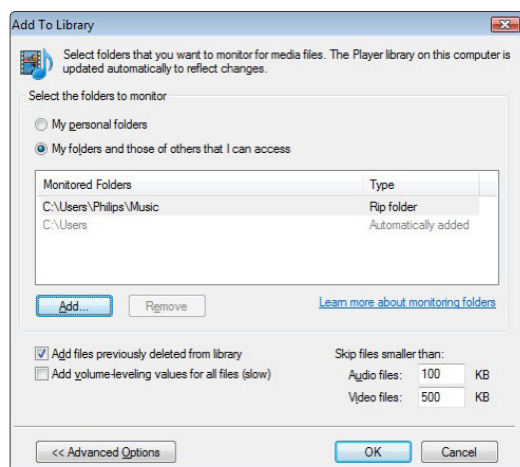 Add To Library
Select folders that you want to monitor for media files. The Player library on this computer is
updated automatically to reflect changes.
Select the folders to monitor
My personal folders
My folders and those of others that I can access
Monitored Folders Type
C:\Users\Philips\Music Rip folder
C:\Users Automatically added
Add... Remove Learn more about monitoring folders
Add files previously deleted from library Skip files smaller than:
Add volume-leveling values for all files (slow) Audio files: 100 KB
Video files: 500 KB
<< Advanced Options OK Cancel